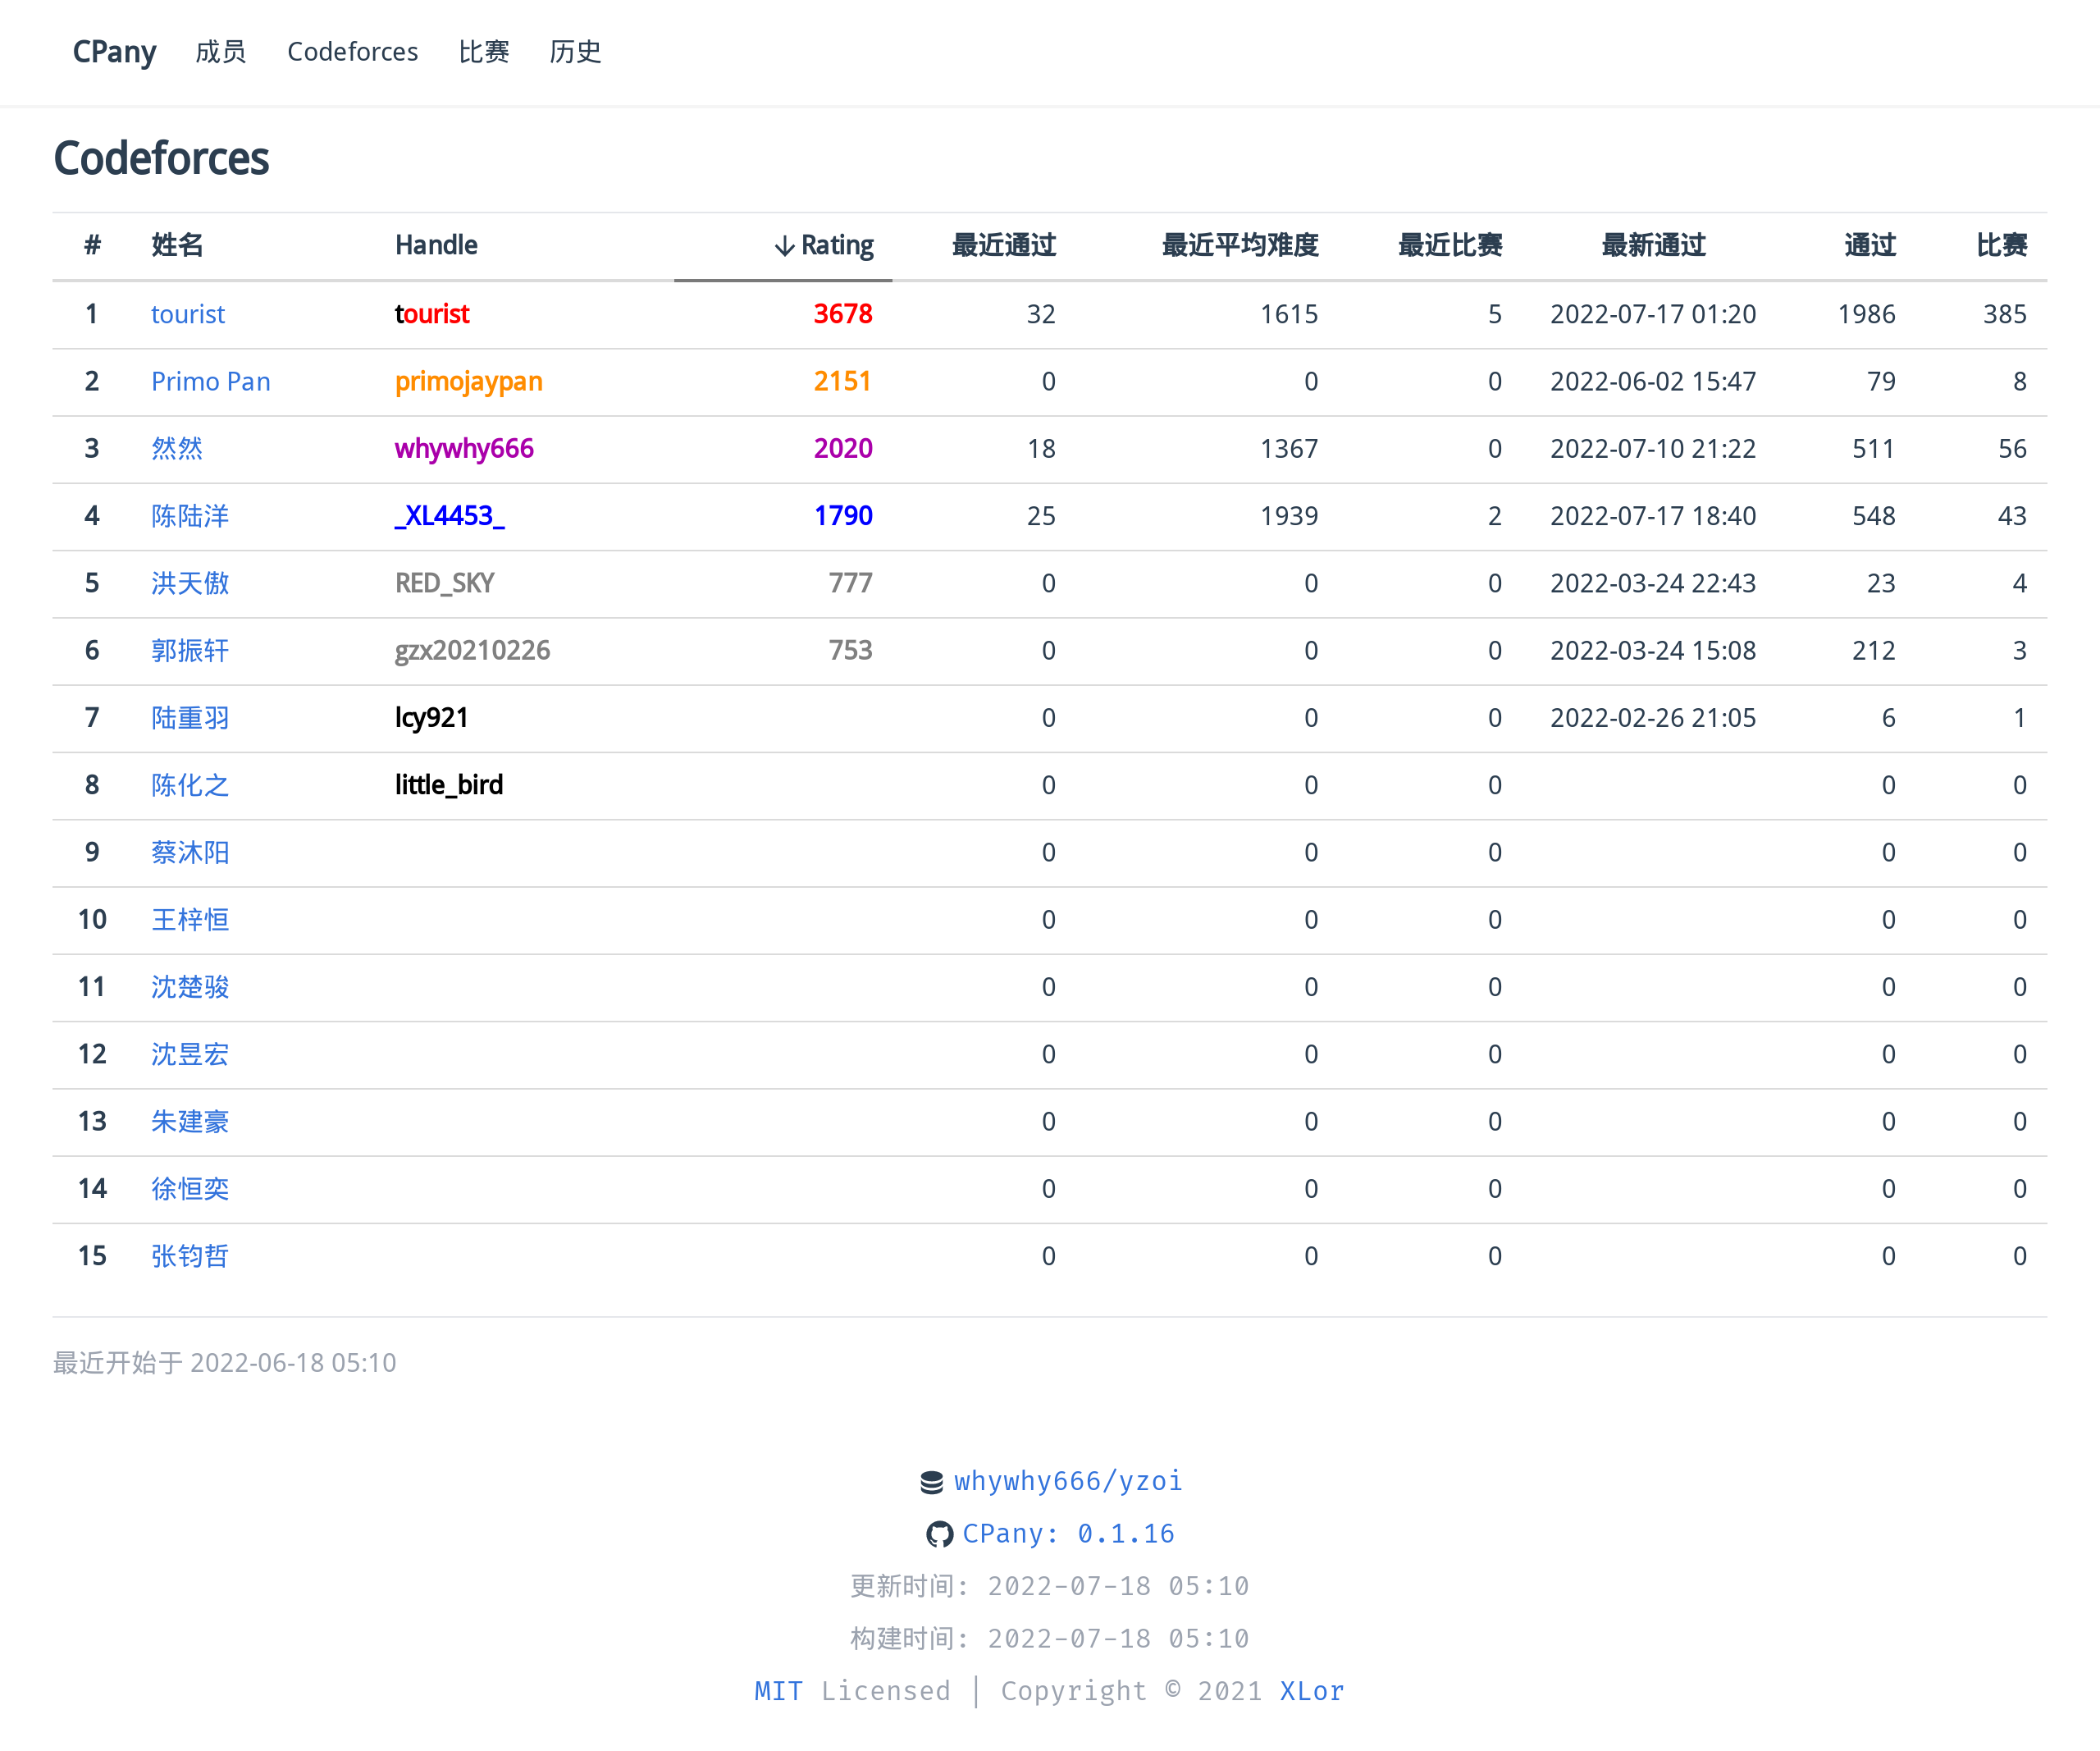 CPany 成员 Codeforces 比赛 历史
Codeforces
# 姓名 Handle ↓ Rating 最近通过 最近平均难度 最近比赛 最新通过 通过 比赛
1 tourist tourist 3678 32 1615 5 2022-07-17 01:20 1986 385
2 Primo Pan primojaypan 2151 0 0 0 2022-06-02 15:47 79 8
3 然然 whywhy666 2020 18 1367 0 2022-07-10 21:22 511 56
4 陈陆洋 _XL4453_ 1790 25 1939 2 2022-07-17 18:40 548 43
5 洪天傲 RED_SKY 777 0 0 0 2022-03-24 22:43 23 4
6 郭振轩 gzx20210226 753 0 0 0 2022-03-24 15:08 212 3
7 陆重羽 lcy921 0 0 0 2022-02-26 21:05 6 1
8 陈化之 little_bird 0 0 0 0 0
9 蔡沐阳 0 0 0 0 0
10 王梓恒 0 0 0 0 0
11 沈楚骏 0 0 0 0 0
12 沈昱宏 0 0 0 0 0
13 朱建豪 0 0 0 0 0
14 徐恒奕 0 0 0 0 0
15 张钧哲 0 0 0 0 0
最近开始于 2022-06-18 05:10
whywhy666/yzoi
CPany: 0.1.16
更新时间: 2022-07-18 05:10
构建时间: 2022-07-18 05:10
MIT Licensed | Copyright © 2021 XLor